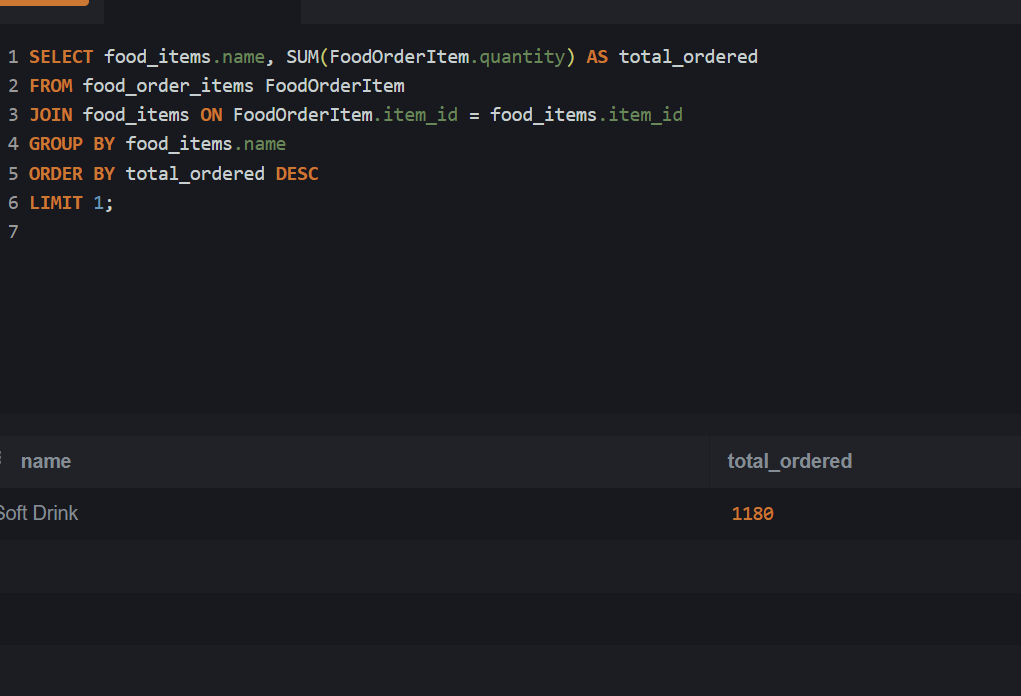 1 SELECT food_items.name, SUM(FoodOrderItem.quantity) AS total_ordered
2 FROM food_order_items FoodOrderItem
3 JOIN food_items ON FoodOrderItem.item_id = food_items.item_id
4 GROUP BY food_items.name
5 ORDER BY total_ordered DESC
6 LIMIT 1;
7
name total_ordered
Soft Drink 1180